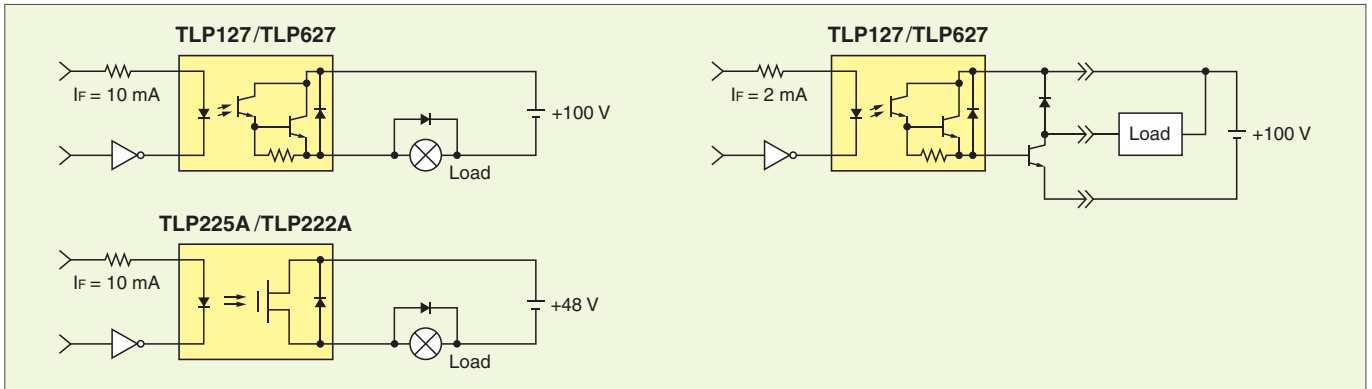 TLP127/TLP627
IF = 10 mA
+100 V
Load
TLP127/TLP627
IF = 2 mA
Load
+100 V
TLP225A/TLP222A
IF = 10 mA
+48 V
Load